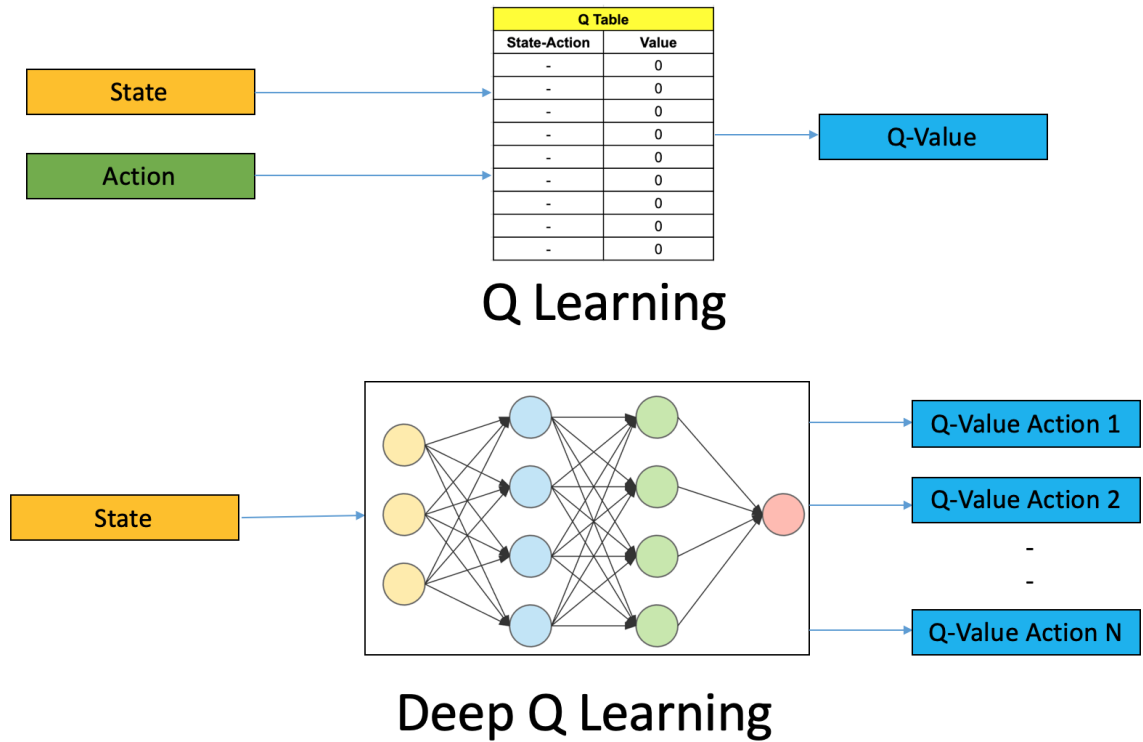 Q Table
State-Action Value
- 0
- 0
- 0
- 0
- 0
- 0
- 0
- 0
- 0
State
Action
Q-Value
Q Learning
State
Q-Value Action 1
Q-Value Action 2
-
-
Q-Value Action N
Deep Q Learning